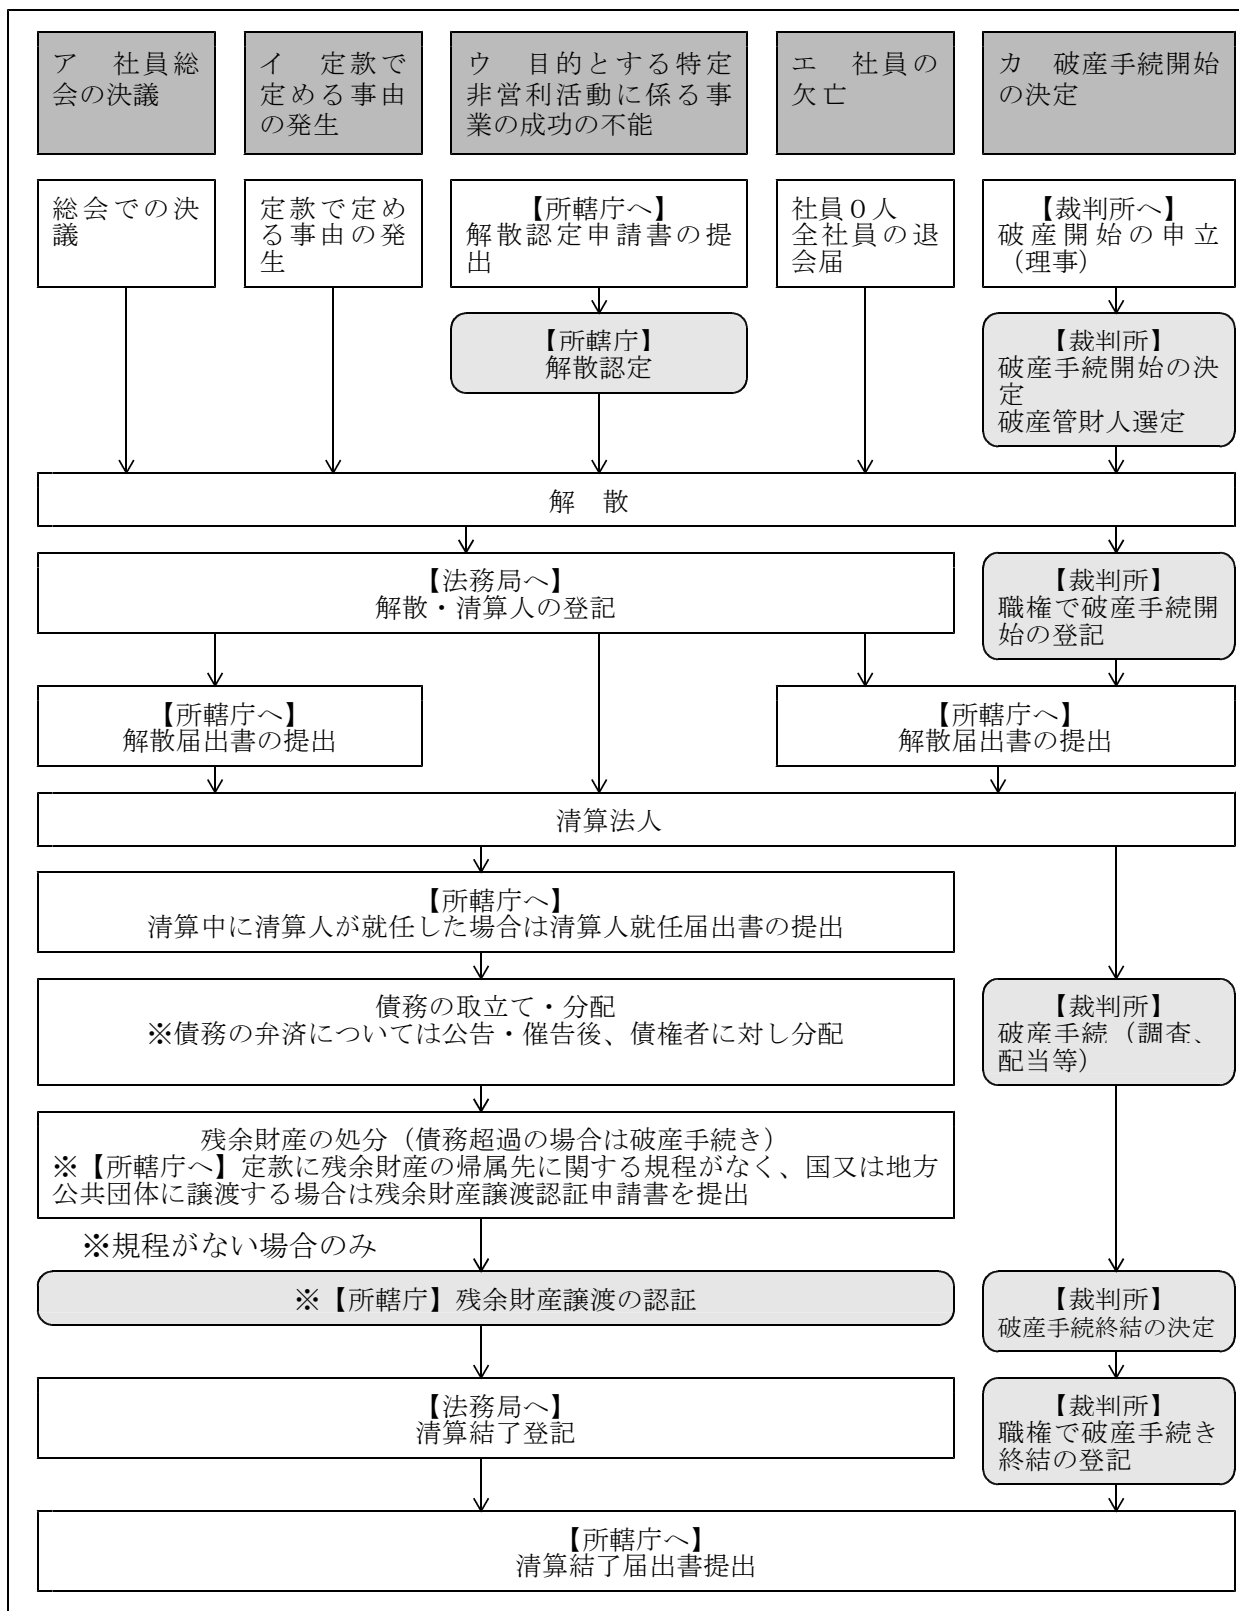 ア　社員総
会の決議
イ　定款で
定める事由
の発生
ウ　目的とする特定
非営利活動に係る事
業の成功の不能
エ　社員の
欠亡
カ　破産手続開始
の決定
総会での決
議
定款で定め
る事由の発
生
【所轄庁へ】
解散認定申請書の提
出
社員０人
全社員の退
会届
【裁判所へ】
破産開始の申立
（理事）
【所轄庁】
解散認定
【裁判所】
破産手続開始の決
定
破産管財人選定
解　散
【法務局へ】
解散・清算人の登記
【裁判所】
職権で破産手続開
始の登記
【所轄庁へ】
解散届出書の提出
【所轄庁へ】
解散届出書の提出
清算法人
【所轄庁へ】
清算中に清算人が就任した場合は清算人就任届出書の提出
債務の取立て・分配
※債務の弁済については公告・催告後、債権者に対し分配
【裁判所】
破産手続（調査、
配当等）
残余財産の処分（債務超過の場合は破産手続き）
※【所轄庁へ】定款に残余財産の帰属先に関する規程がなく、国又は地方
公共団体に譲渡する場合は残余財産譲渡認証申請書を提出
※規程がない場合のみ
※【所轄庁】残余財産譲渡の認証
【裁判所】
破産手続終結の決定
【法務局へ】
清算結了登記
【裁判所】
職権で破産手続き
終結の登記
【所轄庁へ】
清算結了届出書提出